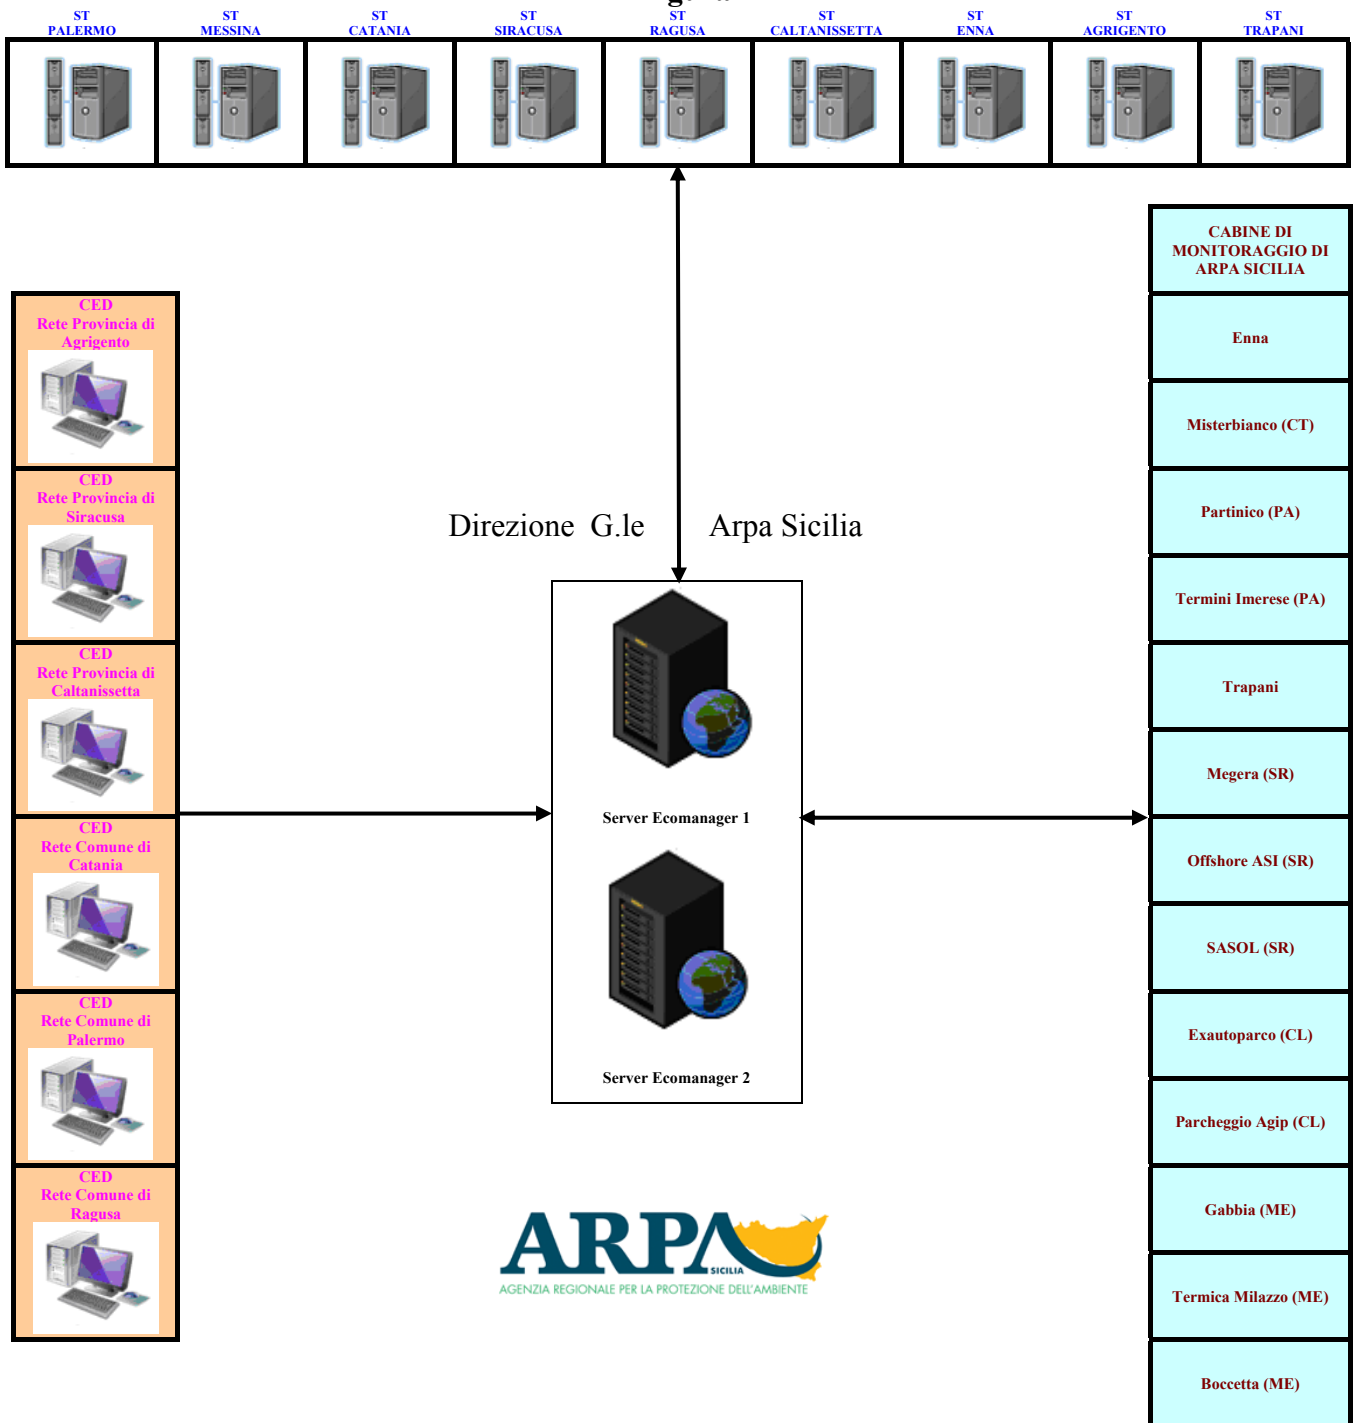 ST
PALERMO
ST
MESSINA
ST
CATANIA
ST
SIRACUSA
ST
RAGUSA
ST
CALTANISSETTA
ST
ENNA
ST
AGRIGENTO
ST
TRAPANI
CED
Rete Provincia di
Agrigento
CED
Rete Provincia di
Siracusa
CED
Rete Provincia di
Caltanissetta
CED
Rete Comune di
Catania
CED
Rete Comune di
Palermo
CED
Rete Comune di
Ragusa
Direzione G.le Arpa Sicilia
Server Ecomanager 1
Server Ecomanager 2
ARPA
SICILIA
AGENZIA REGIONALE PER LA PROTEZIONE DELL'AMBIENTE
CABINE DI
MONITORAGGIO DI
ARPA SICILIA
Enna
Misterbianco (CT)
Partinico (PA)
Termini Imerese (PA)
Trapani
Megera (SR)
Offshore ASI (SR)
SASOL (SR)
Exautoparco (CL)
Parcheggio Agip (CL)
Gabbia (ME)
Termica Milazzo (ME)
Boccetta (ME)